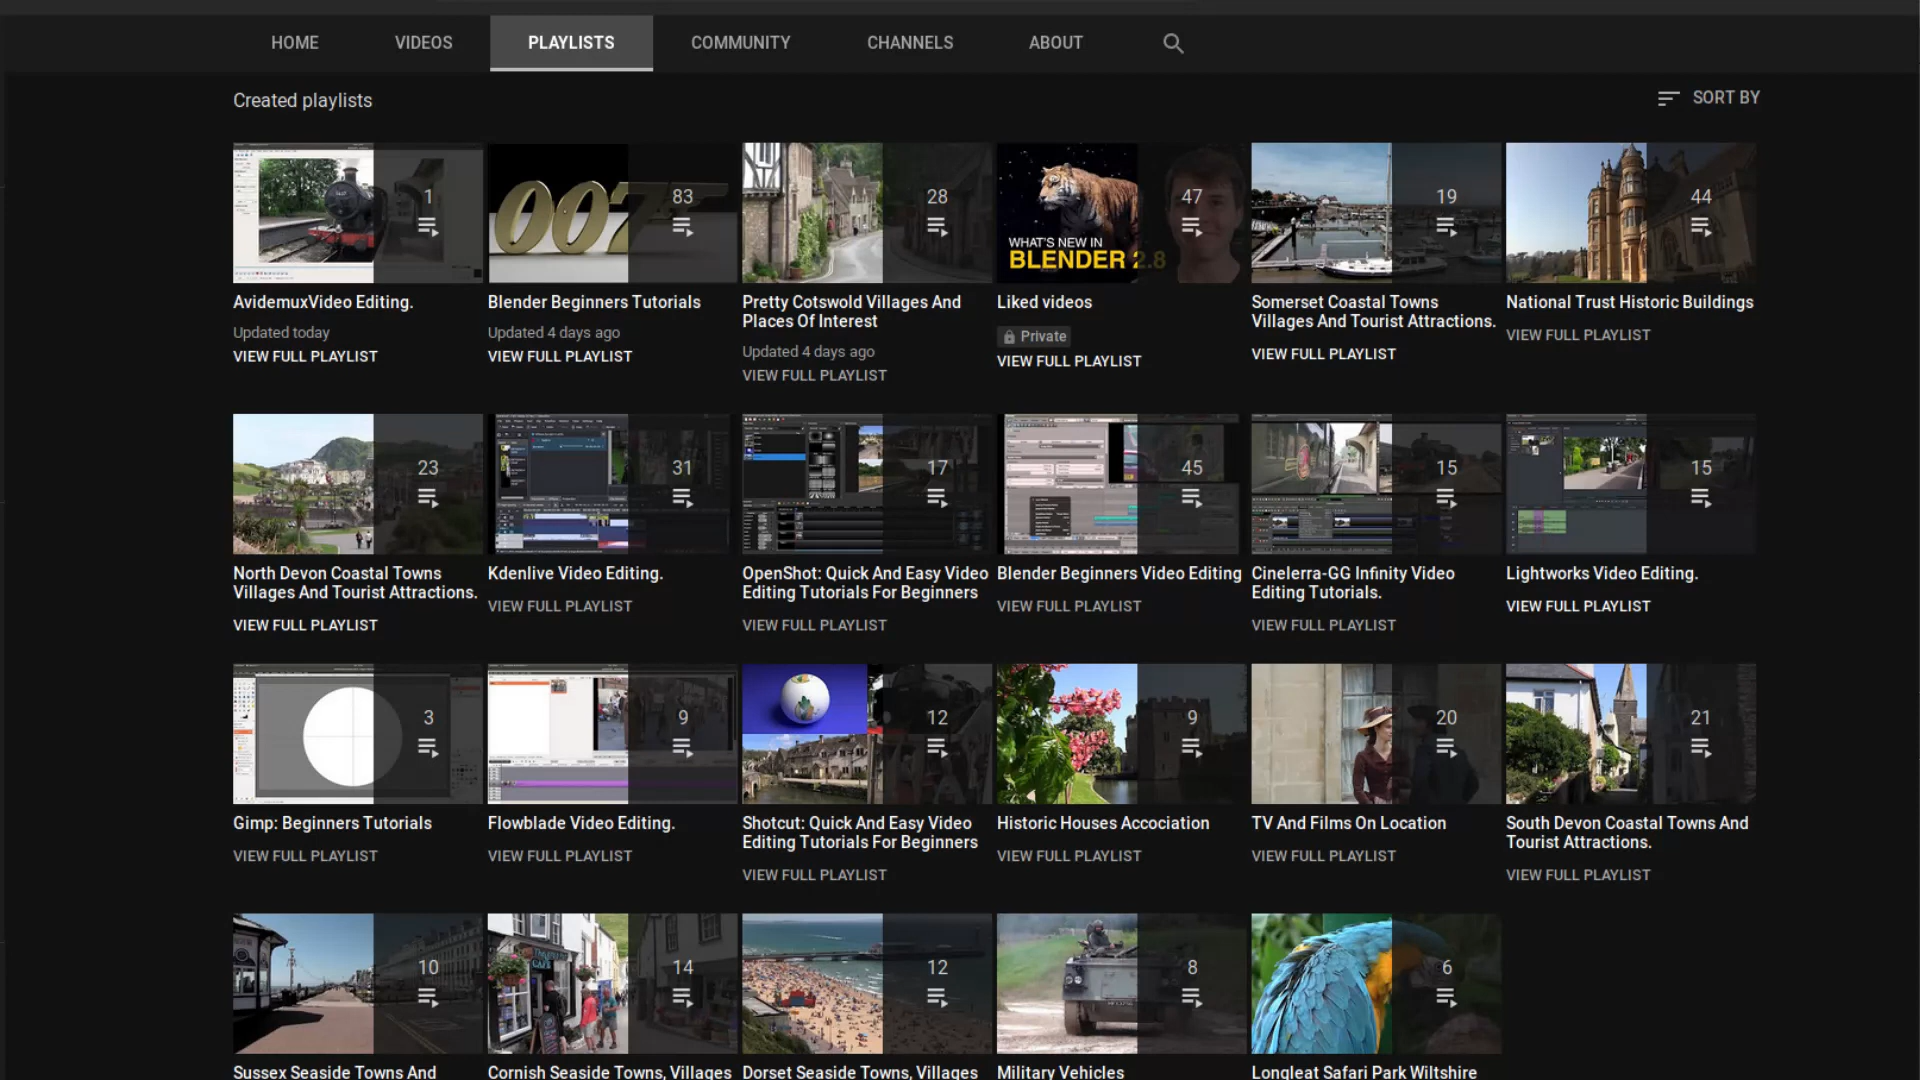 HOME VIDEOS PLAYLISTS COMMUNITY CHANNELS ABOUT
Created playlists
SORT BY
1
83
28
47
19
44
007
WHAT'S NEW IN
BLENDER 2.8
AvidemuxVideo Editing.
Updated today
VIEW FULL PLAYLIST
Blender Beginners Tutorials
Updated 4 days ago
VIEW FULL PLAYLIST
Pretty Cotswold Villages And
Places Of Interest
Updated 4 days ago
VIEW FULL PLAYLIST
Liked videos
Private
VIEW FULL PLAYLIST
Somerset Coastal Towns
Villages And Tourist Attractions.
VIEW FULL PLAYLIST
National Trust Historic Buildings
VIEW FULL PLAYLIST
23
31
17
45
15
15
North Devon Coastal Towns
Villages And Tourist Attractions.
VIEW FULL PLAYLIST
Kdenlive Video Editing.
VIEW FULL PLAYLIST
OpenShot: Quick And Easy Video
Editing Tutorials For Beginners
VIEW FULL PLAYLIST
Blender Beginners Video Editing
VIEW FULL PLAYLIST
Cinelerra-GG Infinity Video
Editing Tutorials.
VIEW FULL PLAYLIST
Lightworks Video Editing.
VIEW FULL PLAYLIST
3
9
12
9
20
21
Gimp: Beginners Tutorials
VIEW FULL PLAYLIST
Flowblade Video Editing.
VIEW FULL PLAYLIST
Shotcut: Quick And Easy Video
Editing Tutorials For Beginners
VIEW FULL PLAYLIST
Historic Houses Accociation
VIEW FULL PLAYLIST
TV And Films On Location
VIEW FULL PLAYLIST
South Devon Coastal Towns And
Tourist Attractions.
VIEW FULL PLAYLIST
10
14
12
8
6
CAFE
Sussex Seaside Towns And
Cornish Seaside Towns, Villages
Dorset Seaside Towns, Villages
Military Vehicles
Longleat Safari Park Wiltshire